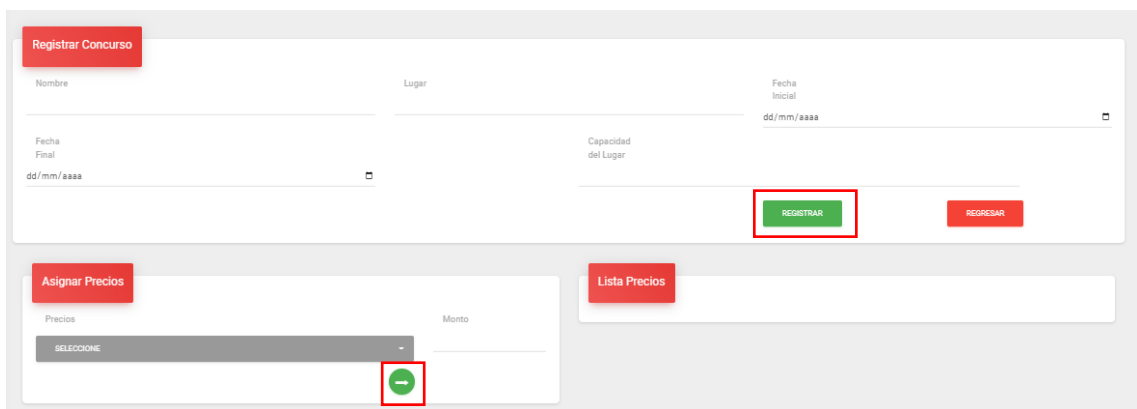 Registrar Concurso
Nombre
Lugar
Fecha
Inicial
dd/mm/aaaa
Fecha
Final
dd/mm/aaaa
Capacidad
del Lugar
REGISTRAR
REGRESAR
Asignar Precios
Precios
Monto
SELECCIONE
Lista Precios